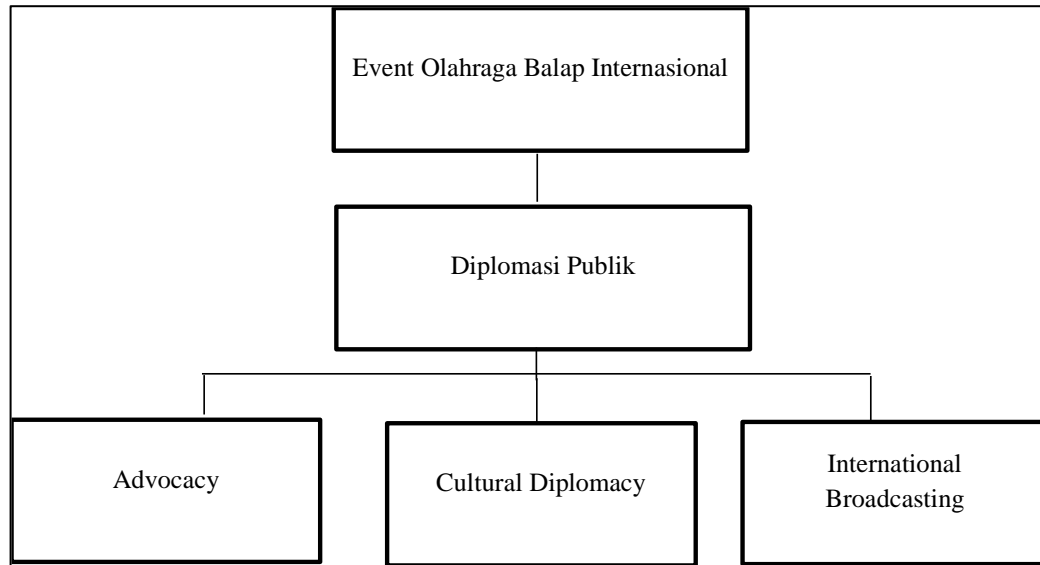 Event Olahraga Balap Internasional
Diplomasi Publik
Advocacy
Cultural Diplomacy
International
Broadcasting